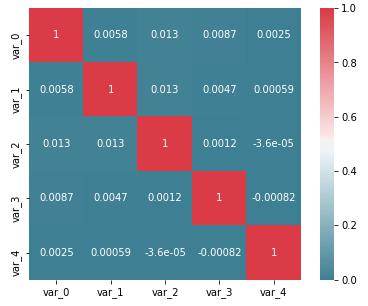 var_0 1 0.0058 0.013 0.0087 0.0025
var_1 0.0058 1 0.013 0.0047 0.00059
var_2 0.013 0.013 1 0.0012 -3.6e-05
var_3 0.0087 0.0047 0.0012 1 -0.00082
var_4 0.0025 0.00059 -3.6e-05 -0.00082 1
var_0 var_1 var_2 var_3 var_4
1.0
0.8
0.6
0.4
0.2
0.0